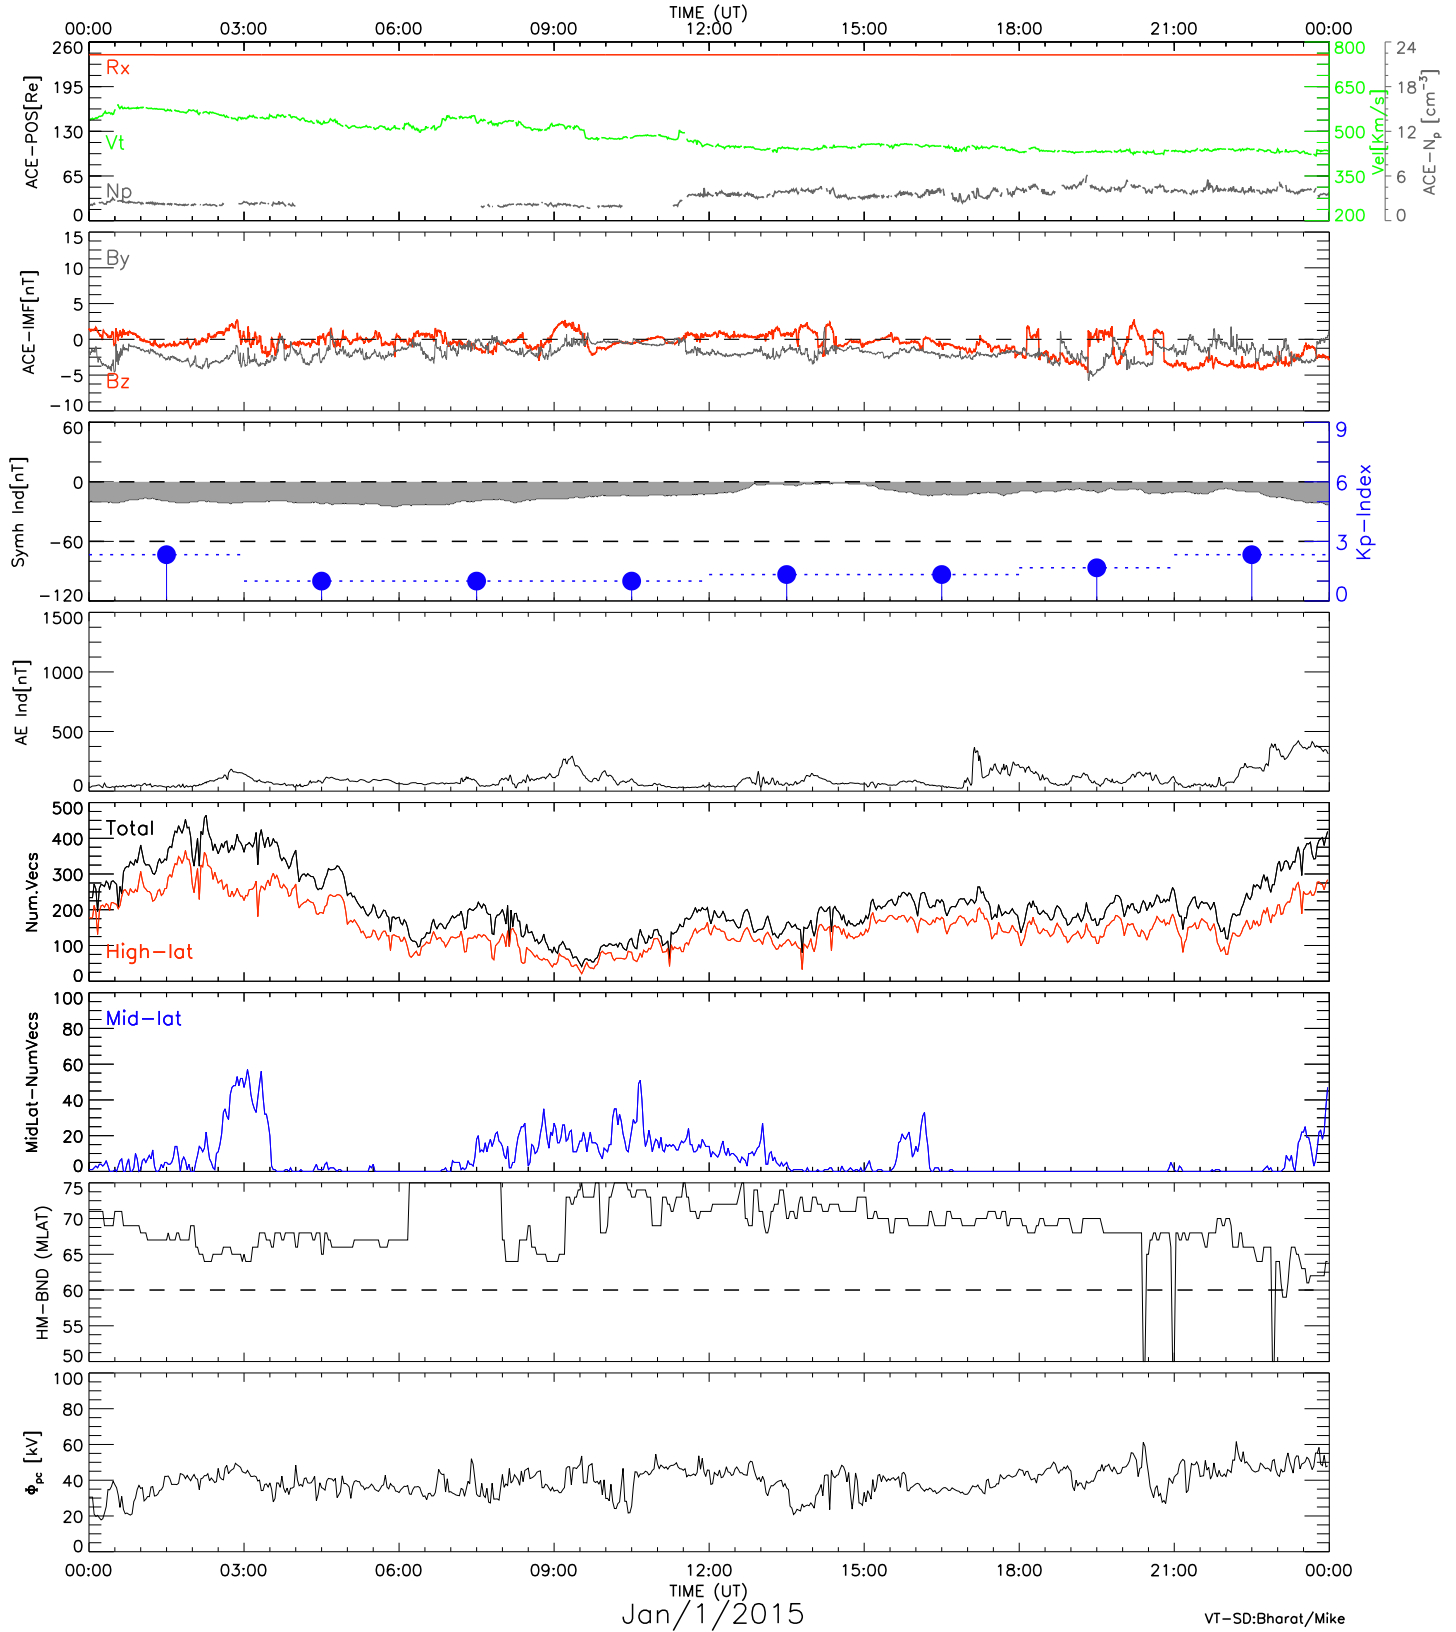 TIME (UT)
00:00 03:00 06:00 09:00 12:00 15:00 18:00 21:00 00:00
260 195 130 65 0
ACE-POS[Re]
Rx
Vt
Np
800 650 500 350 200
Vel[Km/s]
24 18 12 6 0
ACE-Np [cm⁻³]
15 10 5 0 -5 -10
ACE-IMF[nT]
By
Bz
60 0 -60 -120
Symh Ind[nT]
9 6 3 0
Kp-Index
1500 1000 500 0
AE Ind[nT]
500 400 300 200 100 0
Num.Vecs
Total
High-lat
100 80 60 40 20 0
MidLat-NumVecs
Mid-lat
75 70 65 60 55 50
HM-BND (MLAT)
100 80 60 40 20 0
Φpc [kV]
00:00 03:00 06:00 09:00 12:00 15:00 18:00 21:00 00:00
TIME (UT)
Jan/1/2015
VT-SD:Bharat/Mike